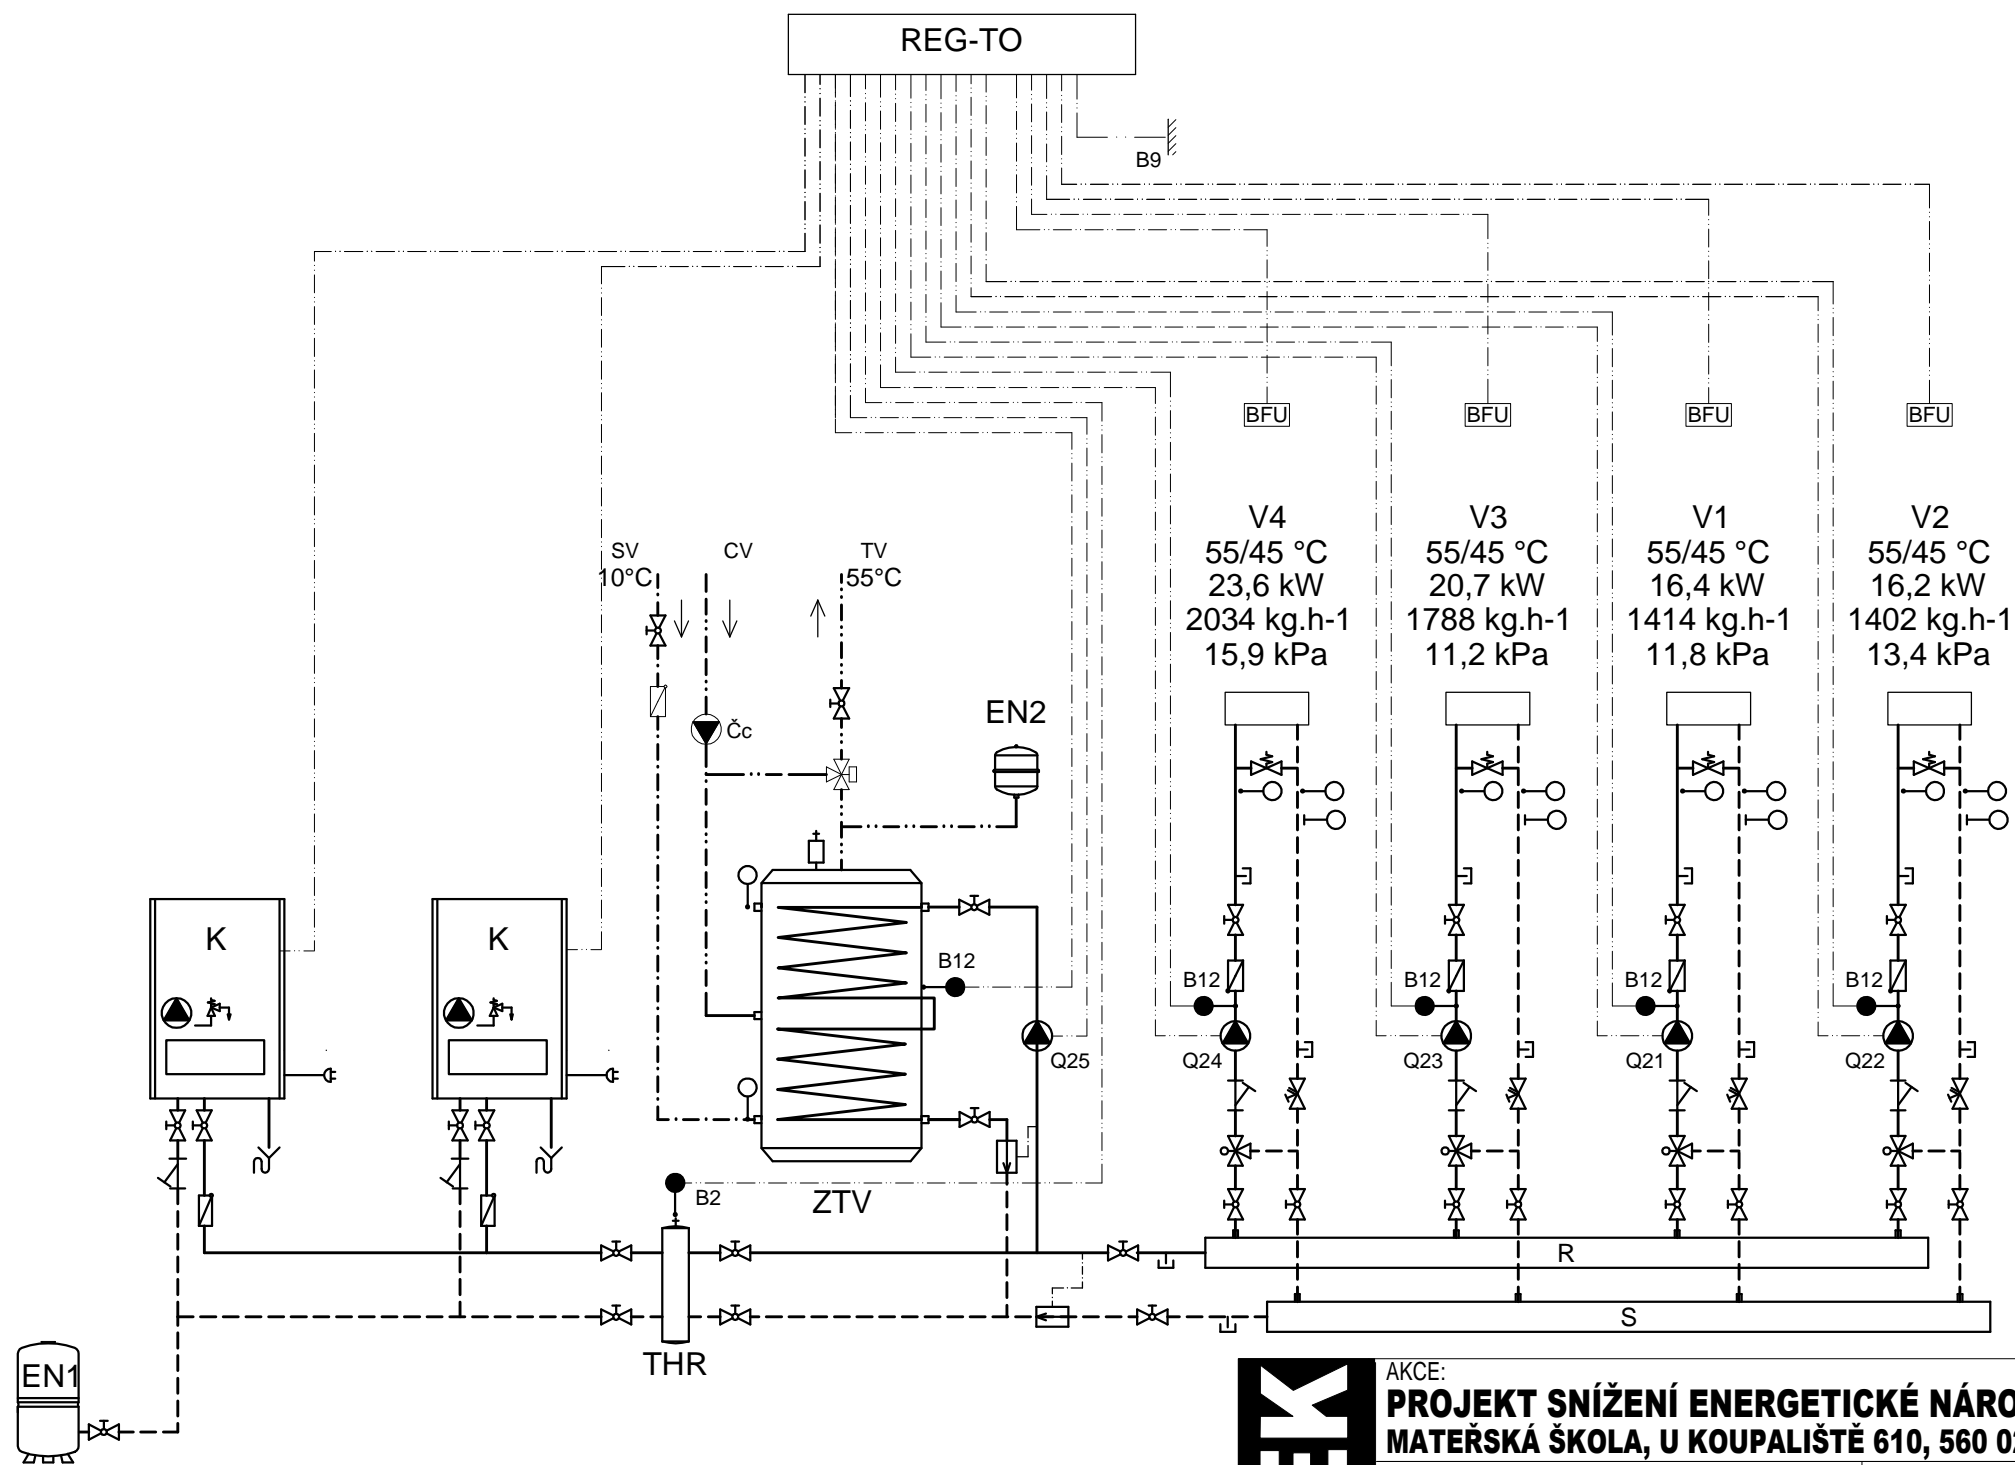 REG-TO
B9
BFU
BFU
BFU
BFU
V4
55/45 °C
23,6 kW
2034 kg.h-1
15,9 kPa
V3
55/45 °C
20,7 kW
1788 kg.h-1
11,2 kPa
V1
55/45 °C
16,4 kW
1414 kg.h-1
11,8 kPa
V2
55/45 °C
16,2 kW
1402 kg.h-1
13,4 kPa
SV
10°C
CV
TV
55°C
Čc
EN2
K
K
B12
B12
B12
B12
B12
Q25
Q24
Q23
Q21
Q22
B2
ZTV
R
S
THR
EN1
AKCE:
PROJEKT SNÍŽENÍ ENERGETICKÉ NÁRO
MATEŘSKÁ ŠKOLA, U KOUPALIŠTĚ 610, 560 02